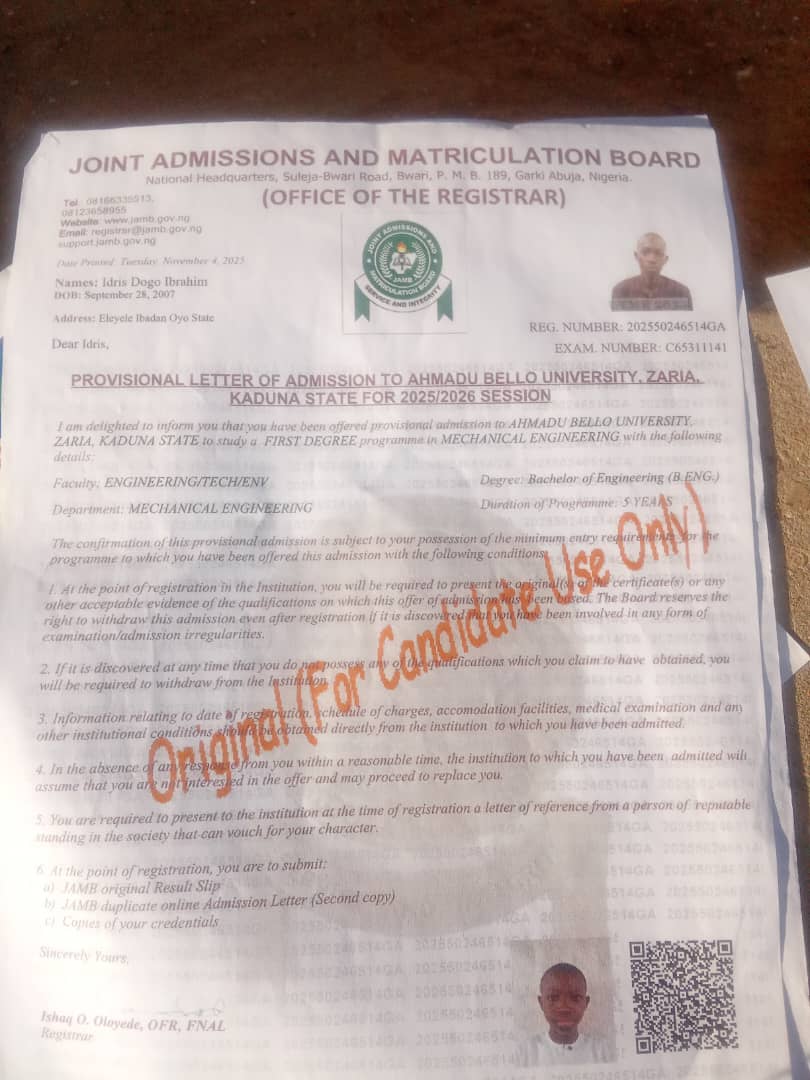 JOINT ADMISSIONS AND MATRICULATION BOARD
National Headquarters, Suleja-Bwari Road, Bwari, P. M. B. 189, Garki Abuja, Nigeria.
(OFFICE OF THE REGISTRAR)
Tel: 08166335513,
08123658955
Website: www.jamb.gov.ng
Email: registrar@jamb.gov.ng
support.jamb.gov.ng
JOINT ADMISSIONS AND
MATRICULATION BOARD
JAMB
SERVICE AND INTEGRITY
Date Printed: Tuesday, November 4, 2025
Names: Idris Dogo Ibrahim
DOB: September 28, 2007
Address: Eleyele Ibadan Oyo State
REG. NUMBER: 202550246514GA
EXAM. NUMBER: C65311141
Dear Idris,
PROVISIONAL LETTER OF ADMISSION TO AHMADU BELLO UNIVERSITY, ZARIA,
KADUNA STATE FOR 2025/2026 SESSION
I am delighted to inform you that you have been offered provisional admission to AHMADU BELLO UNIVERSITY,
ZARIA, KADUNA STATE to study a FIRST DEGREE programme in MECHANICAL ENGINEERING with the following
details:
Faculty: ENGINEERING/TECH/ENV
Degree: Bachelor of Engineering (B.ENG.)
Department: MECHANICAL ENGINEERING
Duration of Programme: 5 YEARS
The confirmation of this provisional admission is subject to your possession of the minimum entry requirements for the
programme to which you have been offered this admission with the following conditions:
1. At the point of registration in the Institution, you will be required to present the original(s) of the certificate(s) or any
other acceptable evidence of the qualifications on which this offer of admission has been based. The Board reserves the
right to withdraw this admission even after registration if it is discovered that you have been involved in any form of
examination/admission irregularities.
2. If it is discovered at any time that you do not possess any of the qualifications which you claim to have obtained, you
will be required to withdraw from the Institution.
3. Information relating to date of registration, schedule of charges, accomodation facilities, medical examination and any
other institutional conditions should be obtained directly from the institution to which you have been admitted.
4. In the absence of any response from you within a reasonable time, the institution to which you have been admitted will
assume that you are not interested in the offer and may proceed to replace you.
5. You are required to present to the institution at the time of registration a letter of reference from a person of reputable
standing in the society that can vouch for your character.
6. At the point of registration, you are to submit:
a) JAMB original Result Slip
b) JAMB duplicate online Admission Letter (Second copy)
c) Copies of your credentials
Original (For Candidate Use Only)
Sincerely Yours,
Ishaq O. Oloyede, OFR, FNAL
Registrar